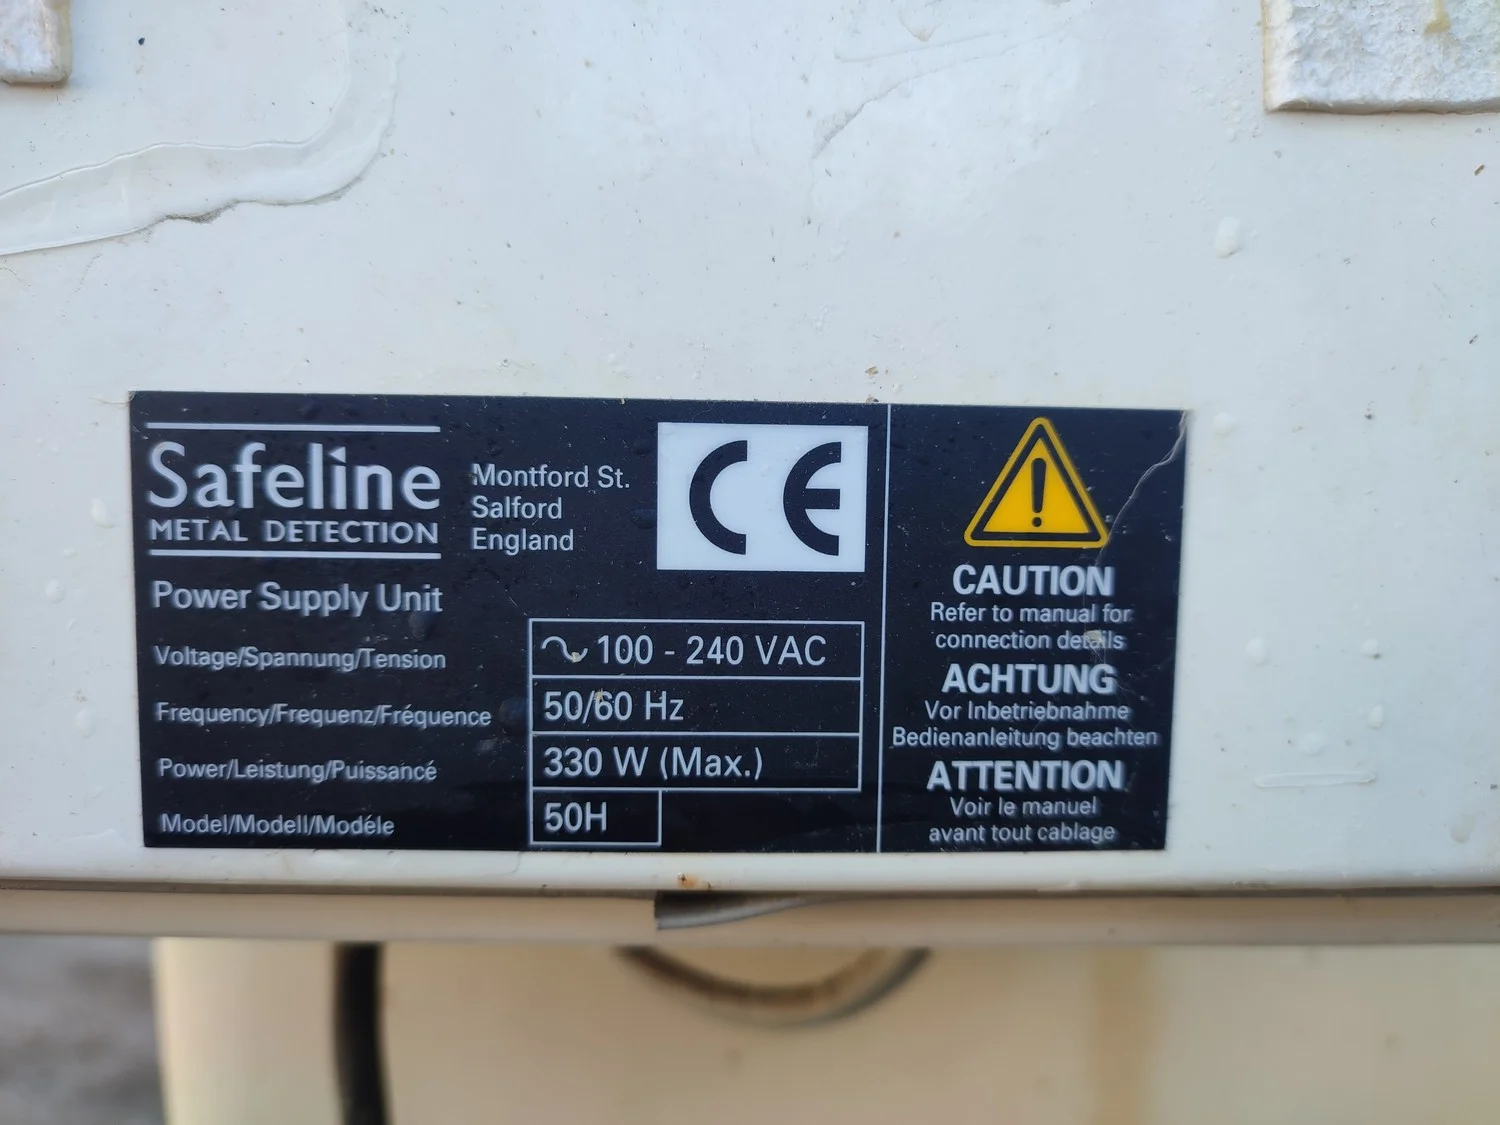 Safeline
METAL DETECTION
Montford St.
Salford
England
CE
Power Supply Unit
Voltage/Spannung/Tension
100 - 240 VAC
Frequency/Frequenz/Fréquence
50/60 Hz
Power/Leistung/Puissancé
330 W (Max.)
Model/Modell/Modéle
50H
CAUTION
Refer to manual for
connection details
ACHTUNG
Vor Inbetriebnahme
Bedienanleitung beachten
ATTENTION
Voir le manuel
avant tout cablage